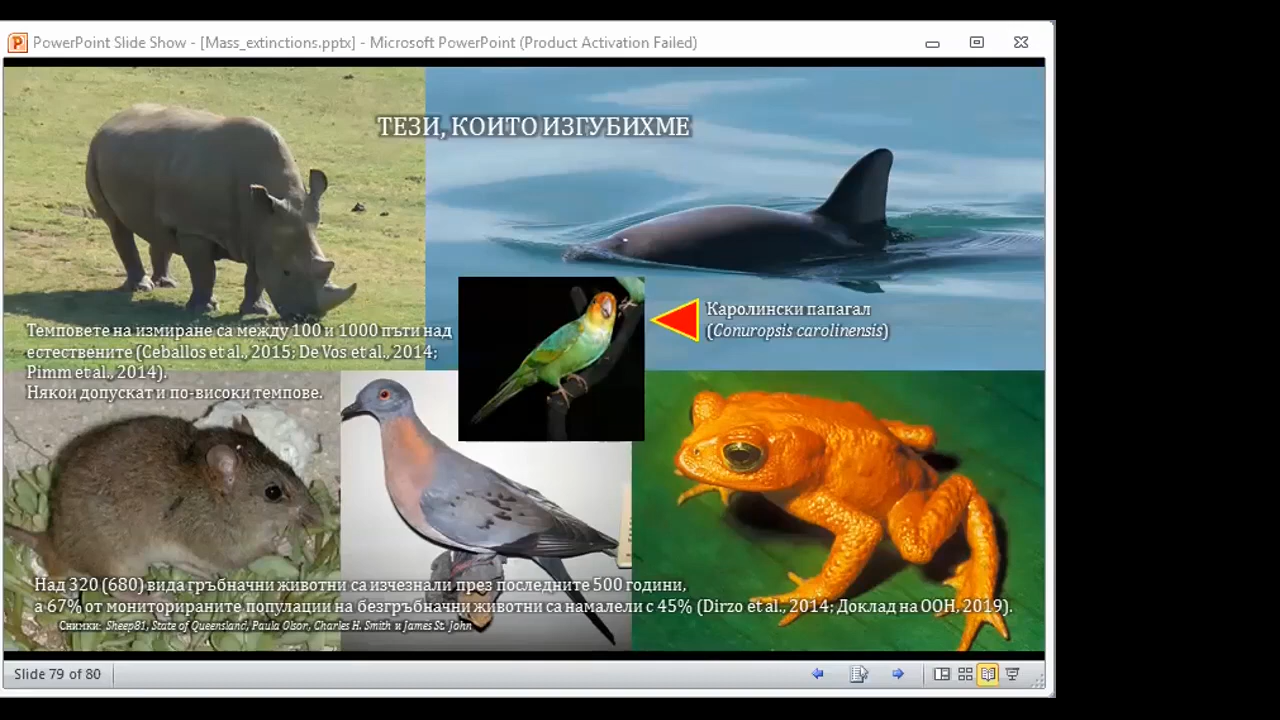 PowerPoint Slide Show - [Mass_extinctions.pptx] - Microsoft PowerPoint (Product Activation Failed)
ТЕЗИ, КОИТО ИЗГУБИХМЕ
Каролински папагал
(Conuropsis carolinensis)
Темповете на измиране са между 100 и 1000 пъти над
естествените (Ceballos et al., 2015; De Vos et al., 2014;
Pimm et al., 2014).
Някои допускат и по-високи темпове.
Над 320 (680) вида гръбначни животни са изчезнали през последните 500 години,
а 67% от мониторираните популации на безгръбначни животни са намалели с 45% (Dirzo et al., 2014; Доклад на ООН, 2019).
Снимки: Sheep81, State of Queensland, Paula Olson, Charles H. Smith и James St. John
Slide 79 of 80